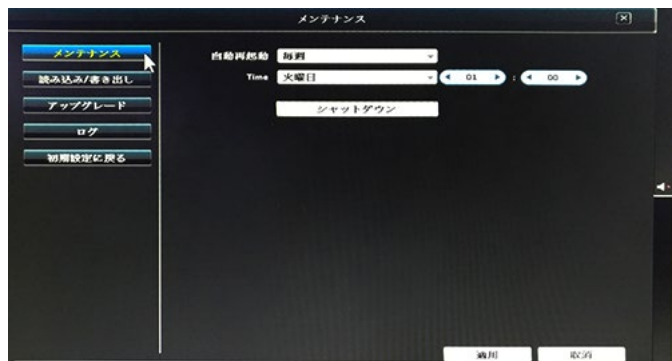 メンテナンス
メンテナンス
読み込み/書き出し
アップグレード
ログ
初期設定に戻る
自動再起動 毎週
Time 火曜日 01 : 00
シャットダウン
適用 取消